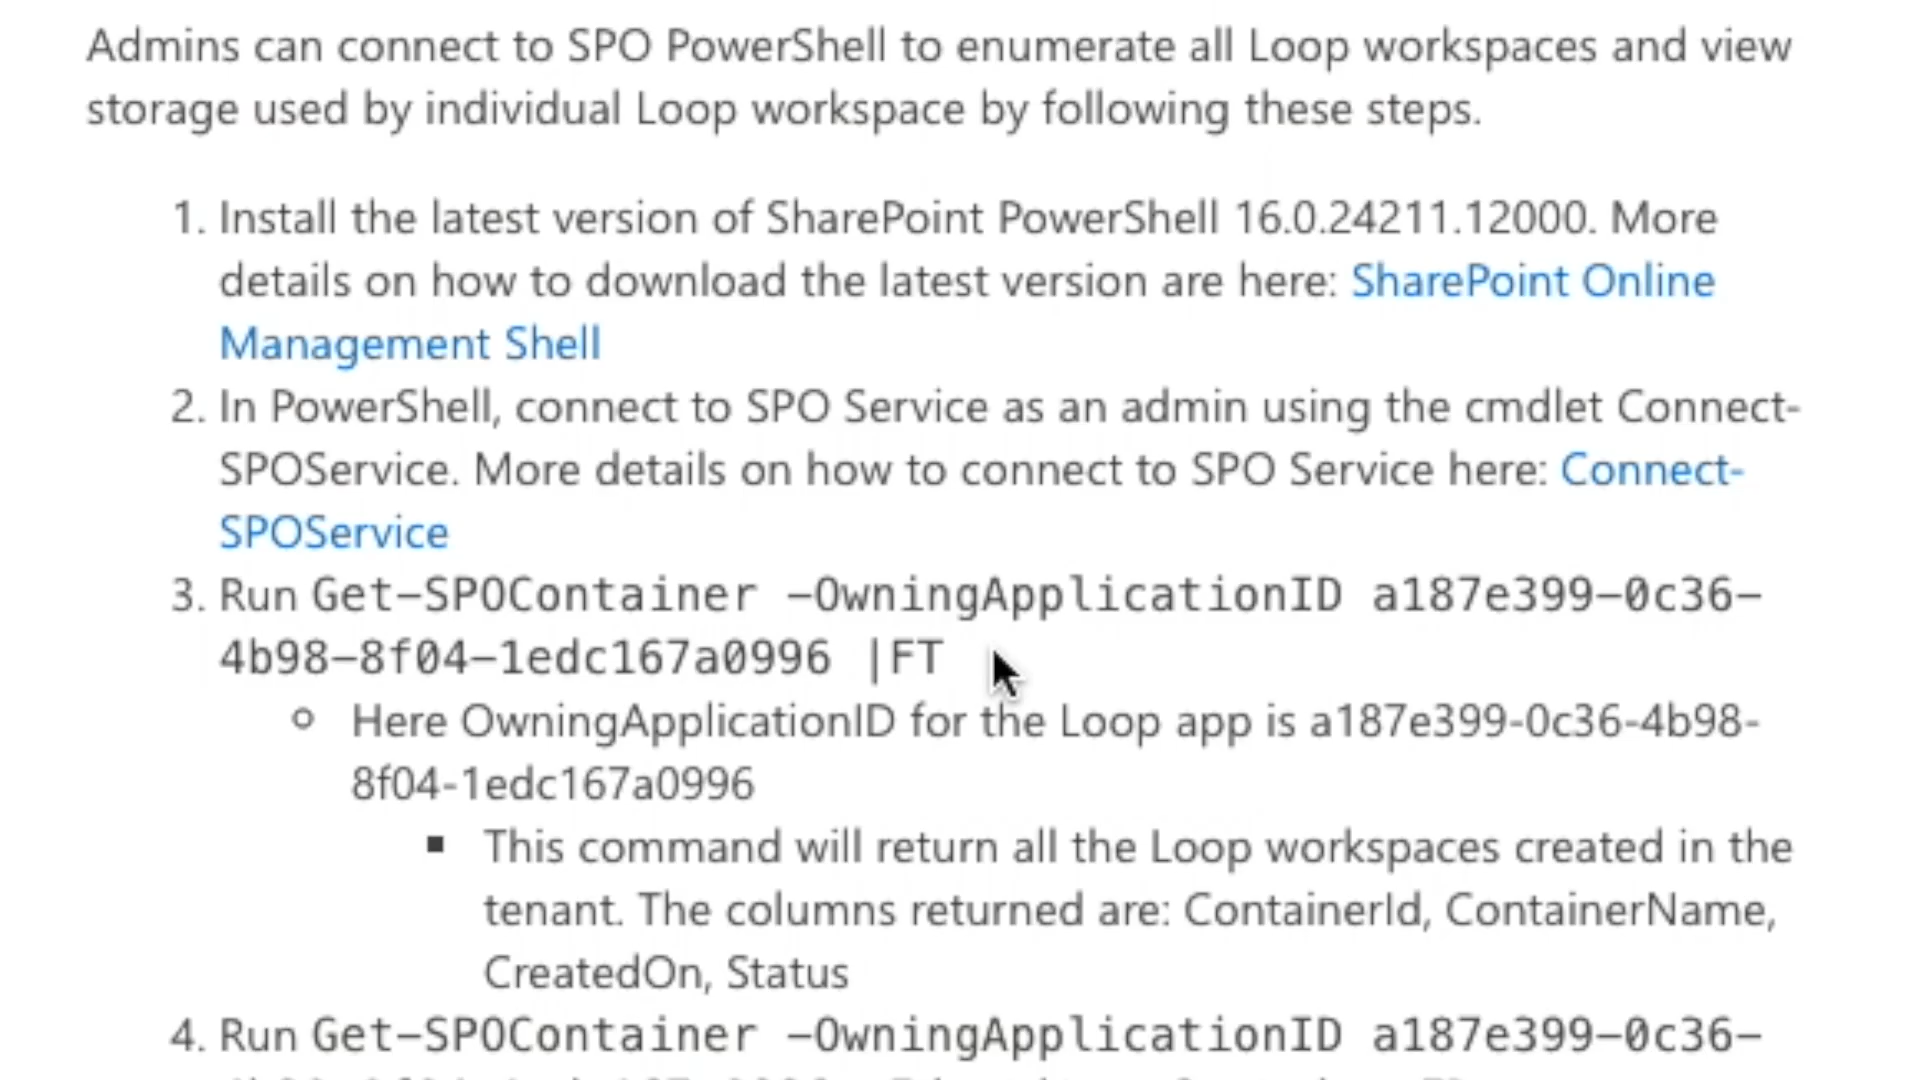 Admins can connect to SPO PowerShell to enumerate all Loop workspaces and view
storage used by individual Loop workspace by following these steps.
1. Install the latest version of SharePoint PowerShell 16.0.24211.12000. More
details on how to download the latest version are here: SharePoint Online
Management Shell
2. In PowerShell, connect to SPO Service as an admin using the cmdlet Connect-
SPOService. More details on how to connect to SPO Service here: Connect-
SPOService
3. Run Get-SPOContainer -OwningApplicationID a187e399-0c36-
4b98-8f04-1edc167a0996 |FT
Here OwningApplicationID for the Loop app is a187e399-0c36-4b98-
8f04-1edc167a0996
This command will return all the Loop workspaces created in the
tenant. The columns returned are: ContainerId, ContainerName,
CreatedOn, Status
4. Run Get-SPOContainer -OwningApplicationID a187e399-0c36-